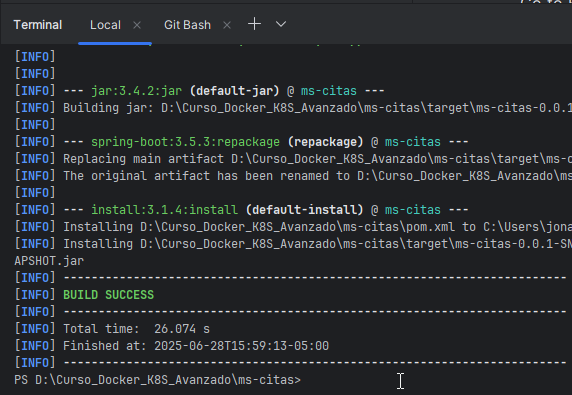 Terminal
Local
Git Bash
[INFO]
[INFO]
[INFO] --- jar:3.4.2:jar (default-jar) @ ms-citas ---
[INFO] Building jar: D:\Curso_Docker_K8S_Avanzado\ms-citas\target\ms-citas-0.0.1
[INFO]
[INFO] --- spring-boot:3.5.3:repackage (repackage) @ ms-citas ---
[INFO] Replacing main artifact D:\Curso_Docker_K8S_Avanzado\ms-citas\target\ms-c
[INFO] The original artifact has been renamed to D:\Curso_Docker_K8S_Avanzado\ms
[INFO]
[INFO] --- install:3.1.4:install (default-install) @ ms-citas ---
[INFO] Installing D:\Curso_Docker_K8S_Avanzado\ms-citas\pom.xml to C:\Users\jona
[INFO] Installing D:\Curso_Docker_K8S_Avanzado\ms-citas\target\ms-citas-0.0.1-SN
APSHOT.jar
[INFO] ------------------------------------------------------------------------
[INFO] BUILD SUCCESS
[INFO] ------------------------------------------------------------------------
[INFO] Total time:  26.074 s
[INFO] Finished at: 2025-06-28T15:59:13-05:00
[INFO] ------------------------------------------------------------------------
PS D:\Curso_Docker_K8S_Avanzado\ms-citas>